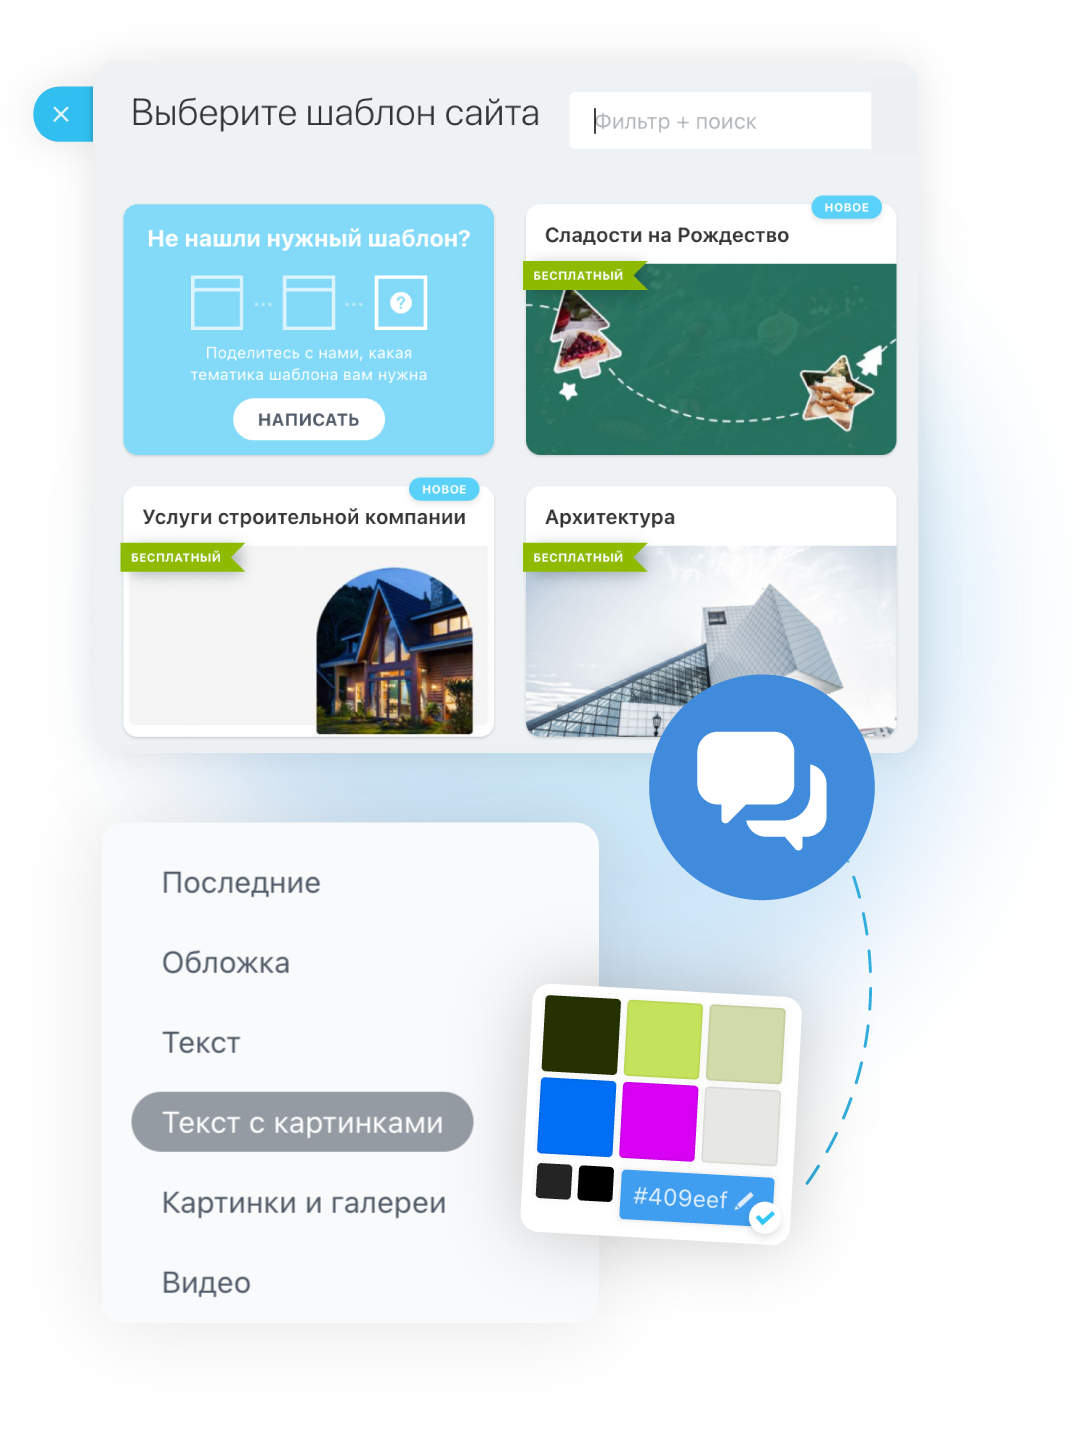 Выберите шаблон сайта
Фильтр + поиск
Не нашли нужный шаблон?
?
Поделитесь с нами, какая
тематика шаблона вам нужна
НАПИСАТЬ
НОВОЕ
Сладости на Рождество
БЕСПЛАТНЫЙ
НОВОЕ
Услуги строительной компании
БЕСПЛАТНЫЙ
Архитектура
БЕСПЛАТНЫЙ
Последние
Обложка
Текст
Текст с картинками
Картинки и галереи
Видео
#409eef